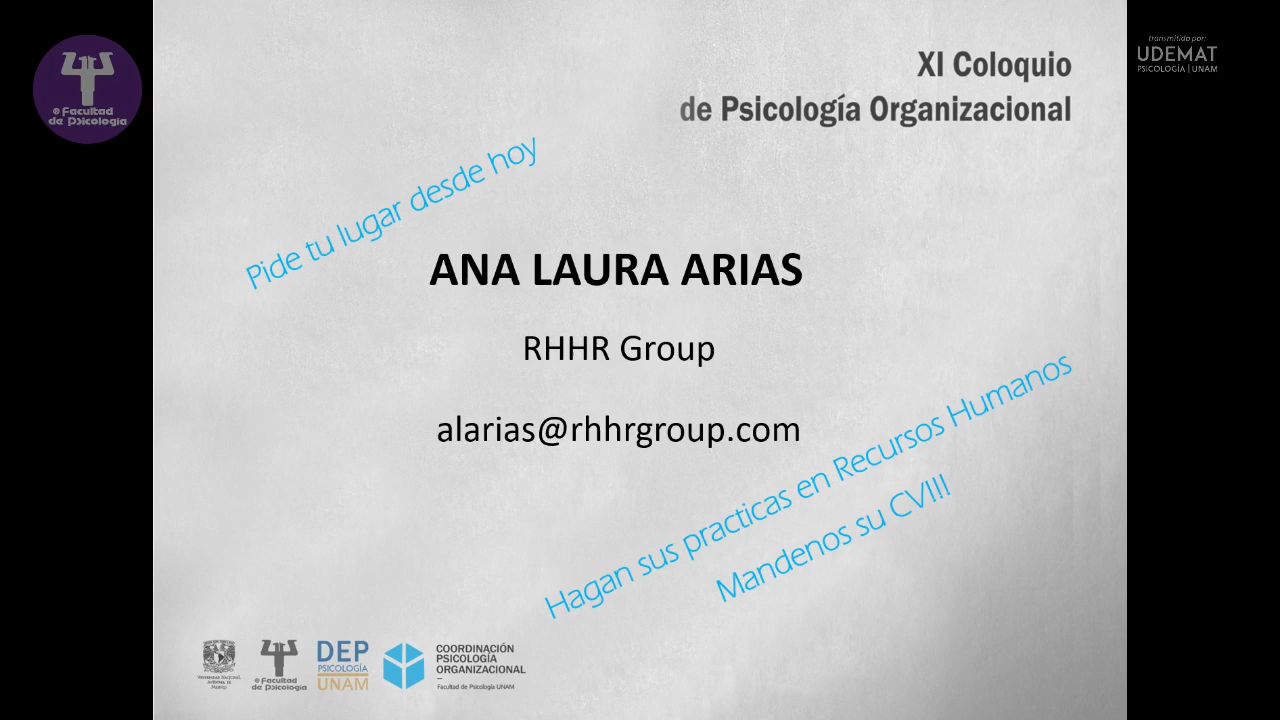 e Facultad
de Psicología
transmitido por:
UDEMAT
PSICOLOGÍA | UNAM
XI Coloquio
de Psicología Organizacional
Pide tu lugar desde hoy
ANA LAURA ARIAS
RHHR Group
alarias@rhhrgroup.com
Hagan sus practicas en Recursos Humanos
Mandenos su CV!!!
e Facultad
de Psicología
DEP
PSICOLOGÍA
UNAM
COORDINACIÓN
PSICOLOGÍA
ORGANIZACIONAL
Facultad de Psicología UNAM